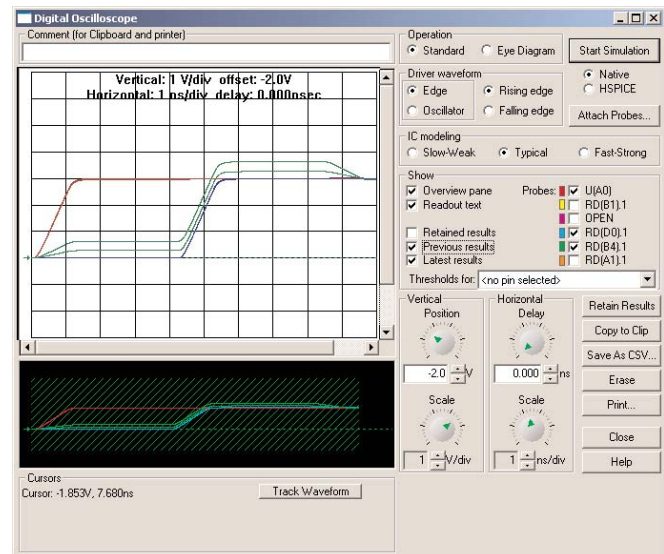 Digital Oscilloscope
Comment (for Clipboard and printer)
Vertical: 1 V/div offset: -2.0V
Horizontal: 1 ns/div delay: 0.000nsec
Cursors
Cursor: -1.853V, 7.680ns
Track Waveform
Operation
Standard Eye Diagram
Start Simulation
Driver waveform
Edge Rising edge
Oscillator Falling edge
Native
HSPICE
Attach Probes...
IC modeling
Slow-Weak Typical Fast-Strong
Show
Overview pane Probes: U(A0)
Readout text RD(B1).1
OPEN
Retained results RD(D0).1
Previous results RD(B4).1
Latest results RD(A1).1
Thresholds for: <no pin selected>
Vertical
Position
-2.0 V
Scale
1 V/div
Horizontal
Delay
0.000 ns
Scale
1 ns/div
Retain Results
Copy to Clip
Save As CSV...
Erase
Print...
Close
Help